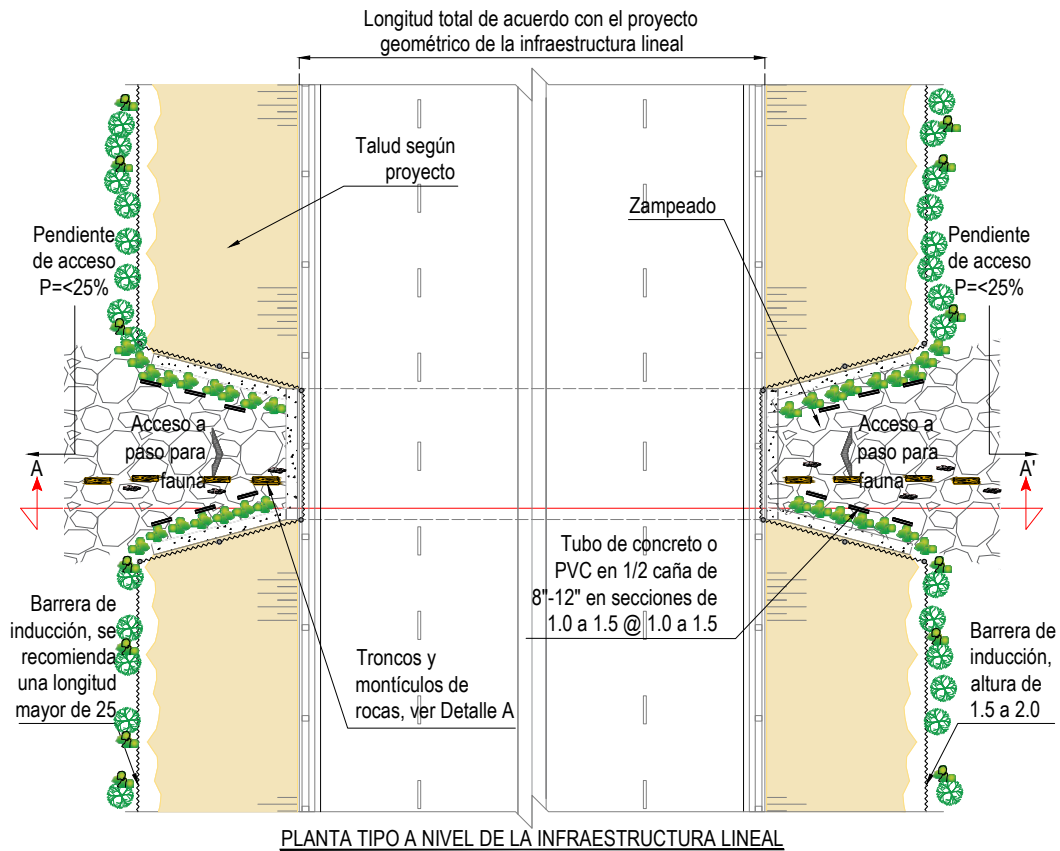 Longitud total de acuerdo con el proyecto
geométrico de la infraestructura lineal
Talud según
proyecto
Zampeado
Pendiente
de acceso
P=<25%
Pendiente
de acceso
P=<25%
Acceso a
paso para
fauna
Acceso a
paso para
fauna
A
A'
Tubo de concreto o
PVC en 1/2 caña de
8"-12" en secciones de
1.0 a 1.5 @ 1.0 a 1.5
Barrera de
inducción, se
recomienda
una longitud
mayor de 25
Troncos y
montículos de
rocas, ver Detalle A
Barrera de
inducción,
altura de
1.5 a 2.0
PLANTA TIPO A NIVEL DE LA INFRAESTRUCTURA LINEAL